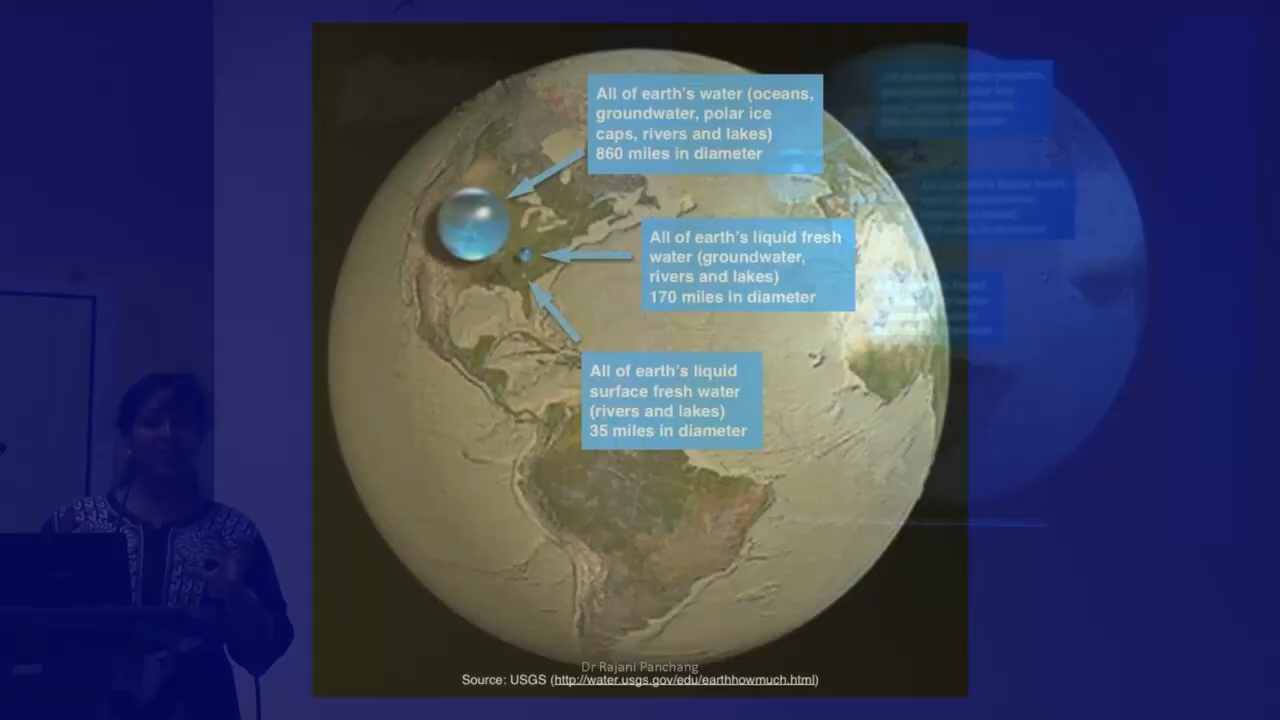 All of earth's water (oceans,
groundwater, polar ice
caps, rivers and lakes)
860 miles in diameter
All of earth's liquid fresh
water (groundwater,
rivers and lakes)
170 miles in diameter
All of earth's liquid
surface fresh water
(rivers and lakes)
35 miles in diameter
Dr Rajani Panchang
Source: USGS (http://water.usgs.gov/edu/earthhowmuch.html)